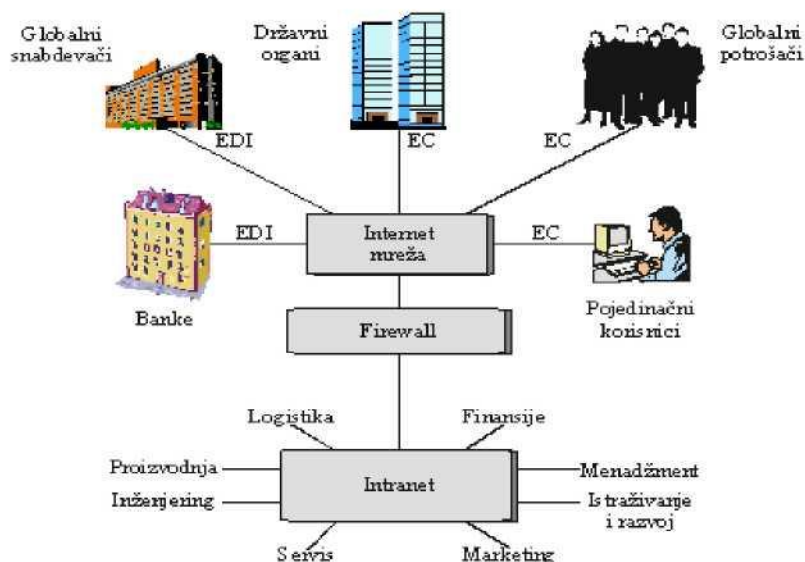 Globalni
snabdevači
Državni
organi
Globalni
potrošači
EDI
EC
EC
EDI
Internet
mreža
EC
Banke
Pojedinačni
korisnici
Firewall
Logistika
Finansije
Proizvodnja
Menadžment
Inženjering
Intranet
Istraživanje
i razvoj
Servis
Marketing